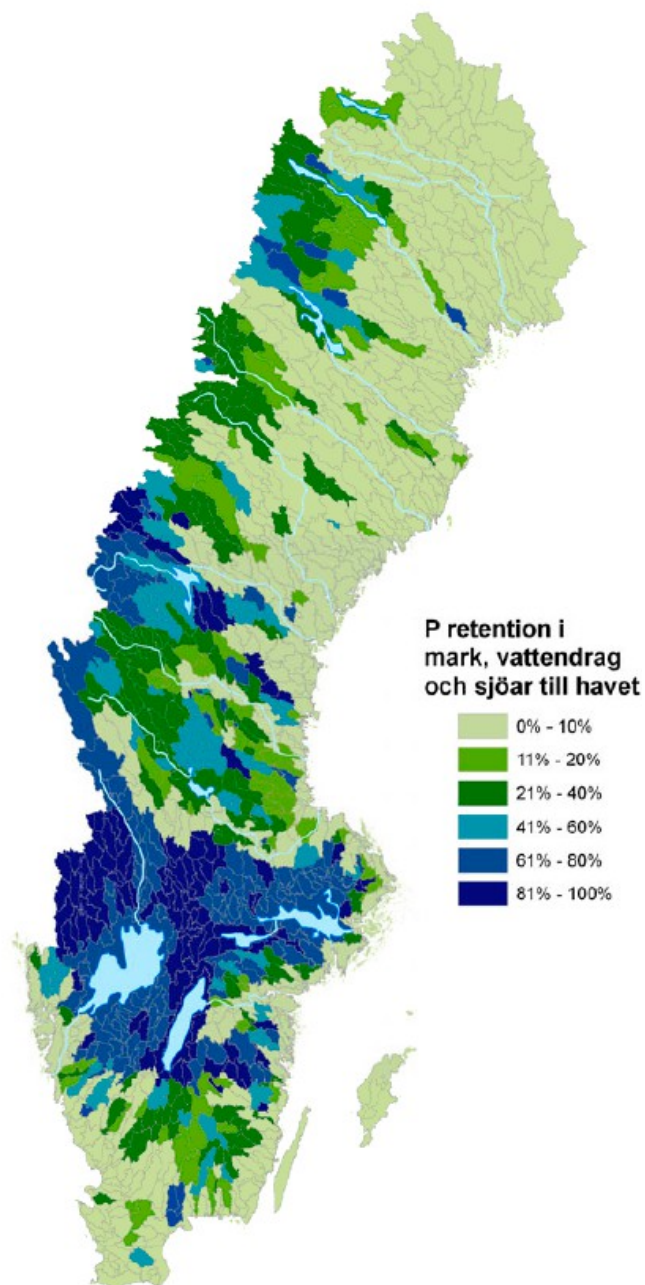 P retention i
mark, vattendrag
och sjöar till havet
0% - 10%
11% - 20%
21% - 40%
41% - 60%
61% - 80%
81% - 100%